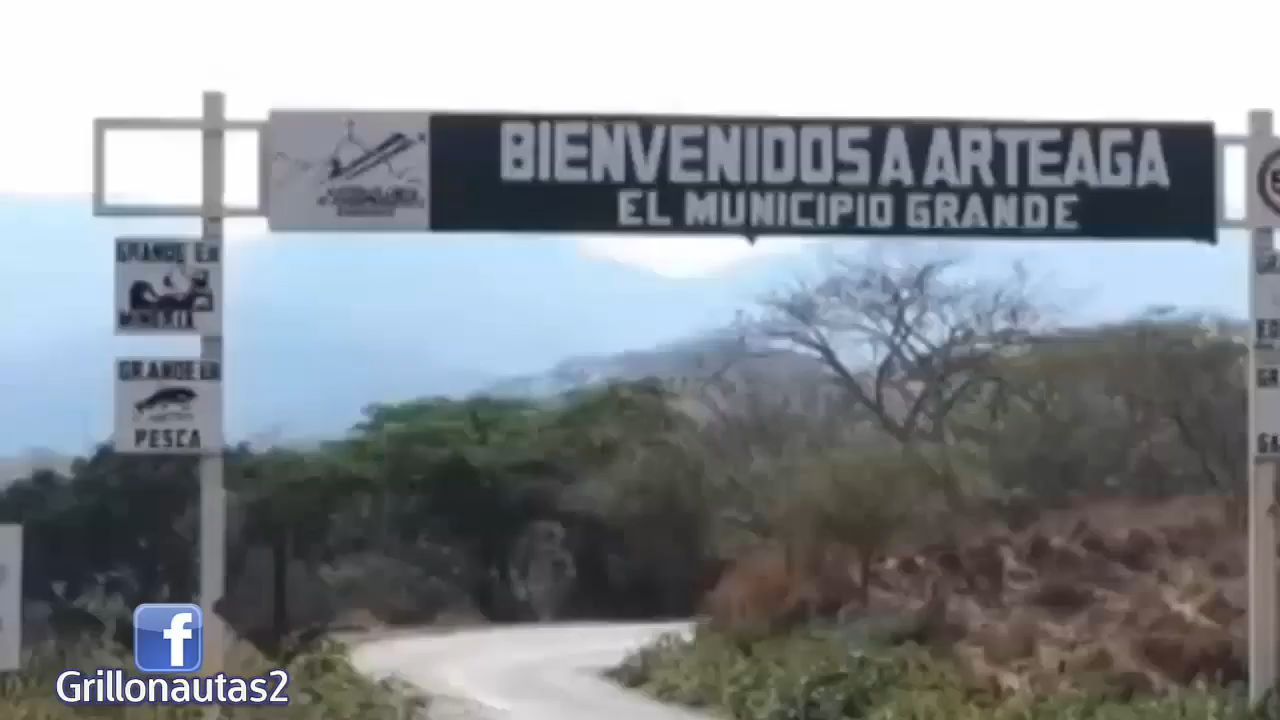 BIENVENIDOS A ARTEAGA
EL MUNICIPIO GRANDE
GRANDE EN
MINERIA
GRANDE EN
PESCA
Grillonautas2